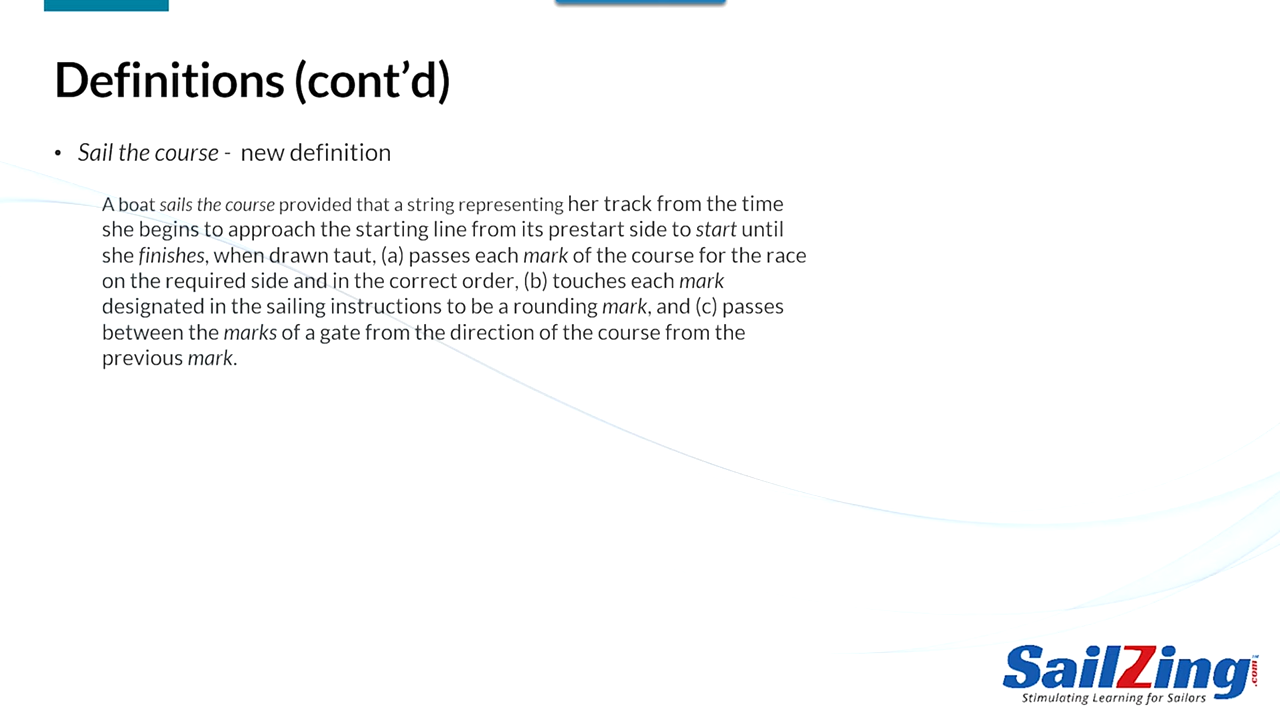 Definitions (cont’d)
• Sail the course - new definition
A boat sails the course provided that a string representing her track from the time
she begins to approach the starting line from its prestart side to start until
she finishes, when drawn taut, (a) passes each mark of the course for the race
on the required side and in the correct order, (b) touches each mark
designated in the sailing instructions to be a rounding mark, and (c) passes
between the marks of a gate from the direction of the course from the
previous mark.
SailZing.com
Stimulating Learning for Sailors